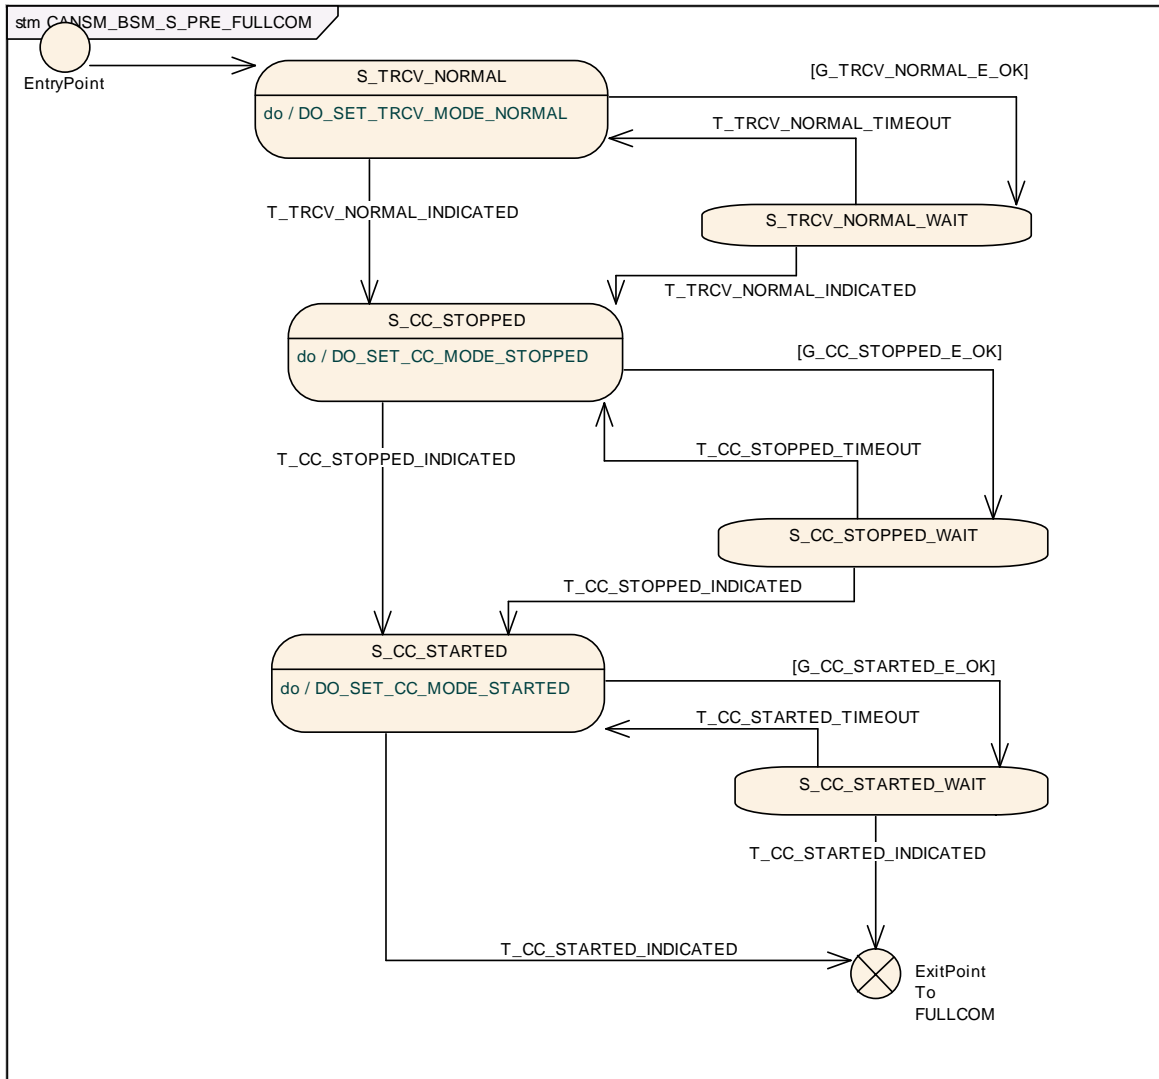 stm CANSM_BSM_S_PRE_FULLCOM
EntryPoint
S_TRCV_NORMAL
do / DO_SET_TRCV_MODE_NORMAL
[G_TRCV_NORMAL_E_OK]
T_TRCV_NORMAL_TIMEOUT
T_TRCV_NORMAL_INDICATED
S_TRCV_NORMAL_WAIT
T_TRCV_NORMAL_INDICATED
S_CC_STOPPED
do / DO_SET_CC_MODE_STOPPED
[G_CC_STOPPED_E_OK]
T_CC_STOPPED_TIMEOUT
T_CC_STOPPED_INDICATED
S_CC_STOPPED_WAIT
T_CC_STOPPED_INDICATED
S_CC_STARTED
do / DO_SET_CC_MODE_STARTED
[G_CC_STARTED_E_OK]
T_CC_STARTED_TIMEOUT
S_CC_STARTED_WAIT
T_CC_STARTED_INDICATED
T_CC_STARTED_INDICATED
ExitPoint
To
FULLCOM